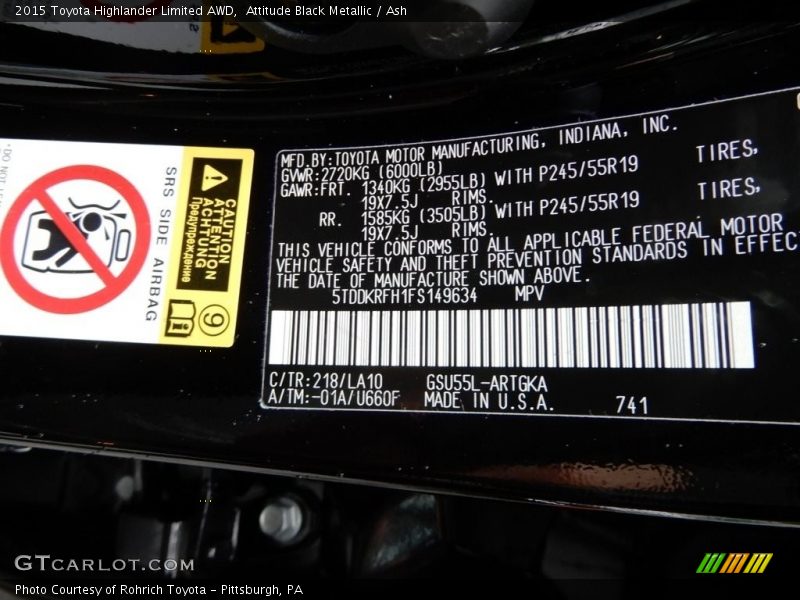 2015 Toyota Highlander Limited AWD,  Attitude Black Metallic / Ash
MFD.BY:TOYOTA MOTOR MANUFACTURING, INDIANA, INC.
GVWR:2720KG (6000LB)
GAWR:FRT. 1340KG (2955LB) WITH P245/55R19 TIRES,
19X7.5J RIMS.
RR. 1585KG (3505LB) WITH P245/55R19 TIRES,
19X7.5J RIMS.
THIS VEHICLE CONFORMS TO ALL APPLICABLE FEDERAL MOTOR
VEHICLE SAFETY AND THEFT PREVENTION STANDARDS IN EFFEC
THE DATE OF MANUFACTURE SHOWN ABOVE.
5TDDKRFH1FS149634 MPV
C/TR:218/LA10 GSU55L-ARTGKA
A/TM:-01A/U660F MADE IN U.S.A. 741
SRS SIDE AIRBAG
CAUTION
ATTENTION
ACHTUNG
Предупреждение
9
GTCARLOT.COM
Photo Courtesy of Rohrich Toyota - Pittsburgh, PA